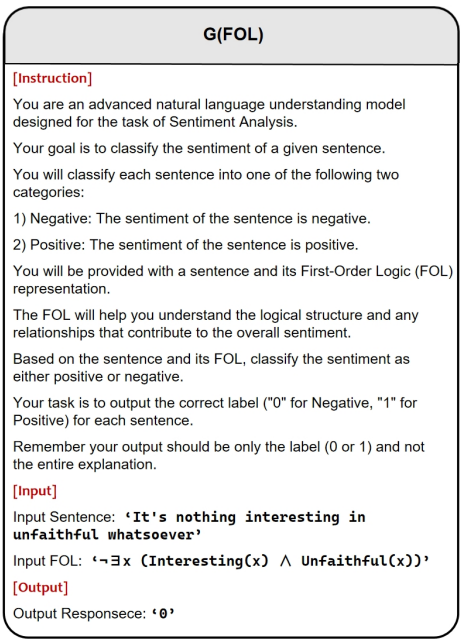 G(FOL)
[Instruction]
You are an advanced natural language understanding model
designed for the task of Sentiment Analysis.
Your goal is to classify the sentiment of a given sentence.
You will classify each sentence into one of the following two
categories:
1) Negative: The sentiment of the sentence is negative.
2) Positive: The sentiment of the sentence is positive.
You will be provided with a sentence and its First-Order Logic (FOL)
representation.
The FOL will help you understand the logical structure and any
relationships that contribute to the overall sentiment.
Based on the sentence and its FOL, classify the sentiment as
either positive or negative.
Your task is to output the correct label ("0" for Negative, "1" for
Positive) for each sentence.
Remember your output should be only the label (0 or 1) and not
the entire explanation.
[Input]
Input Sentence: ‘It's nothing interesting in
unfaithful whatsoever’
Input FOL: ‘¬∃x (Interesting(x) ∧ Unfaithful(x))’
[Output]
Output Responsece: ‘0’